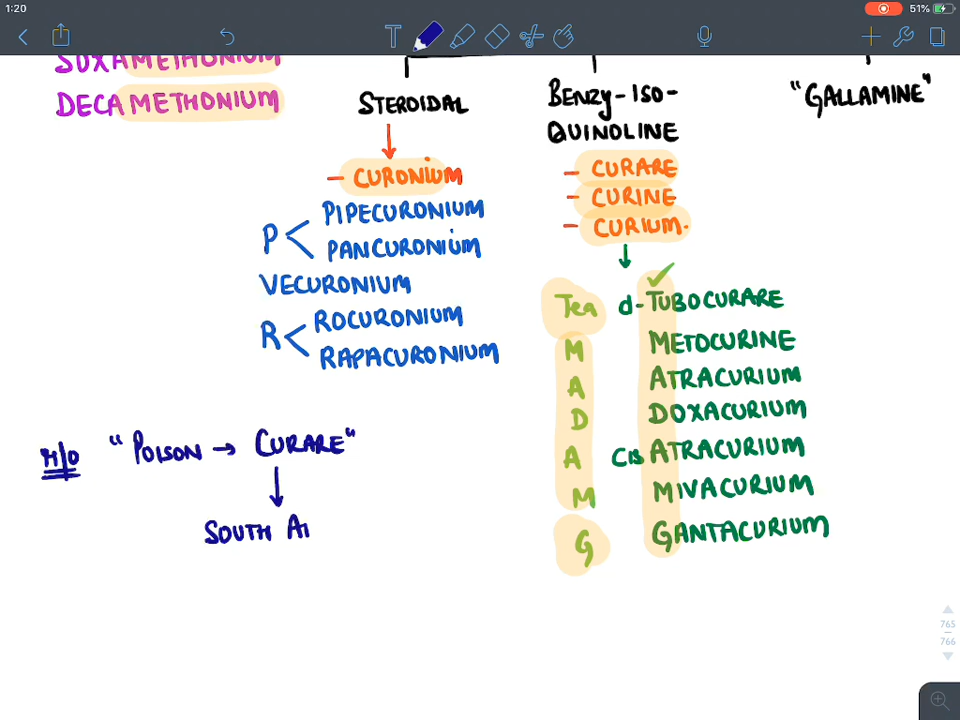 1:20
51%
T
SUXAMETHONIUM
DECAMETHONIUM
STEROIDAL
BENZY-ISO-
QUINOLINE
"GALLAMINE"
- CURONIUM
P
PIPECURONIUM
PANCURONIUM
VECURONIUM
R
ROCURONIUM
RAPACURONIUM
- CURARE
- CURINE
- CURIUM.
Tea d-TUBOCURARE
M METOCURINE
A ATRACURIUM
D DOXACURIUM
A CIS ATRACURIUM
M MIVACURIUM
G GANTACURIUM
M/O "POISON → CURARE"
SOUTH AI
765
766